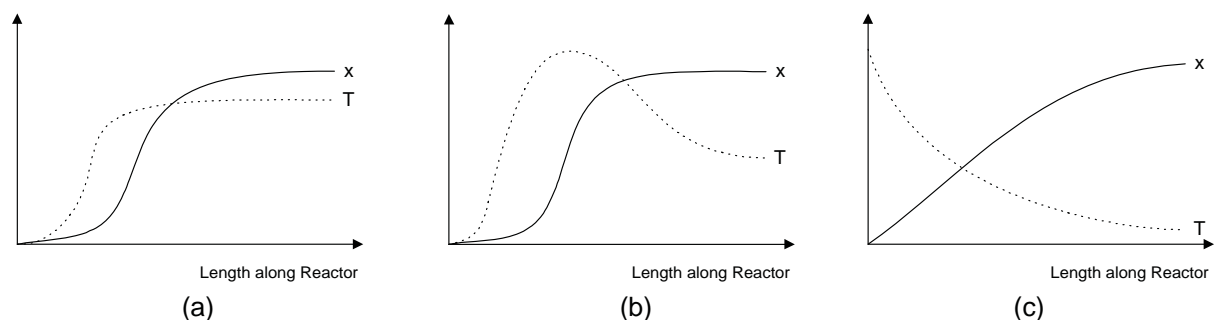 x
T
Length along Reactor
(a)
x
T
Length along Reactor
(b)
x
T
Length along Reactor
(c)